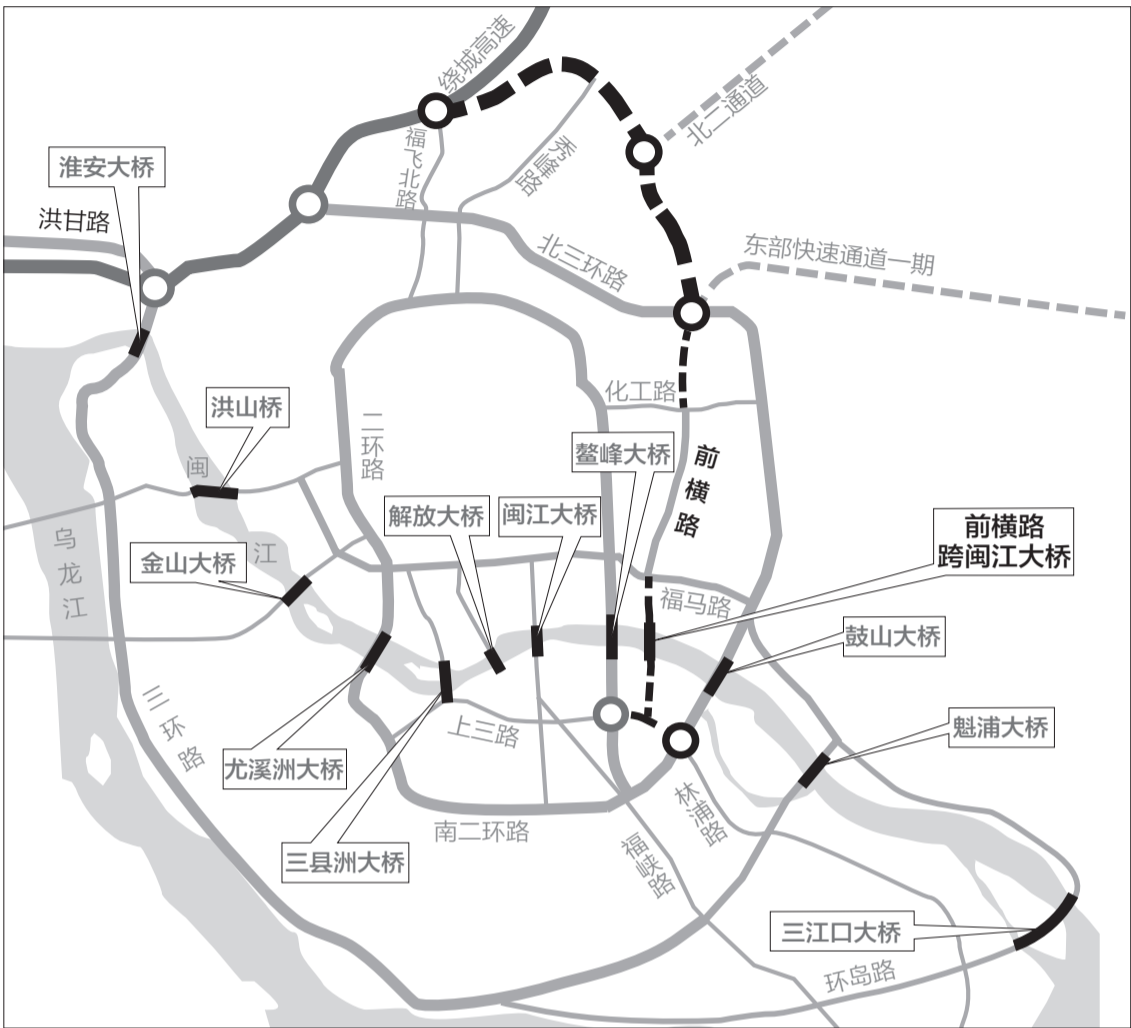 绕城高速
北二通道
福飞北路
秀峰路
淮安大桥
洪甘路
北三环路
东部快速通道一期
化工路
洪山桥
二环路
鳌峰大桥
前横路
闽
解放大桥
闽江大桥
前横路
跨闽江大桥
乌龙江
金山大桥
江
福马路
鼓山大桥
三环路
上三路
魁浦大桥
尤溪洲大桥
林浦路
南二环路
三县洲大桥
福峡路
三江口大桥
环岛路